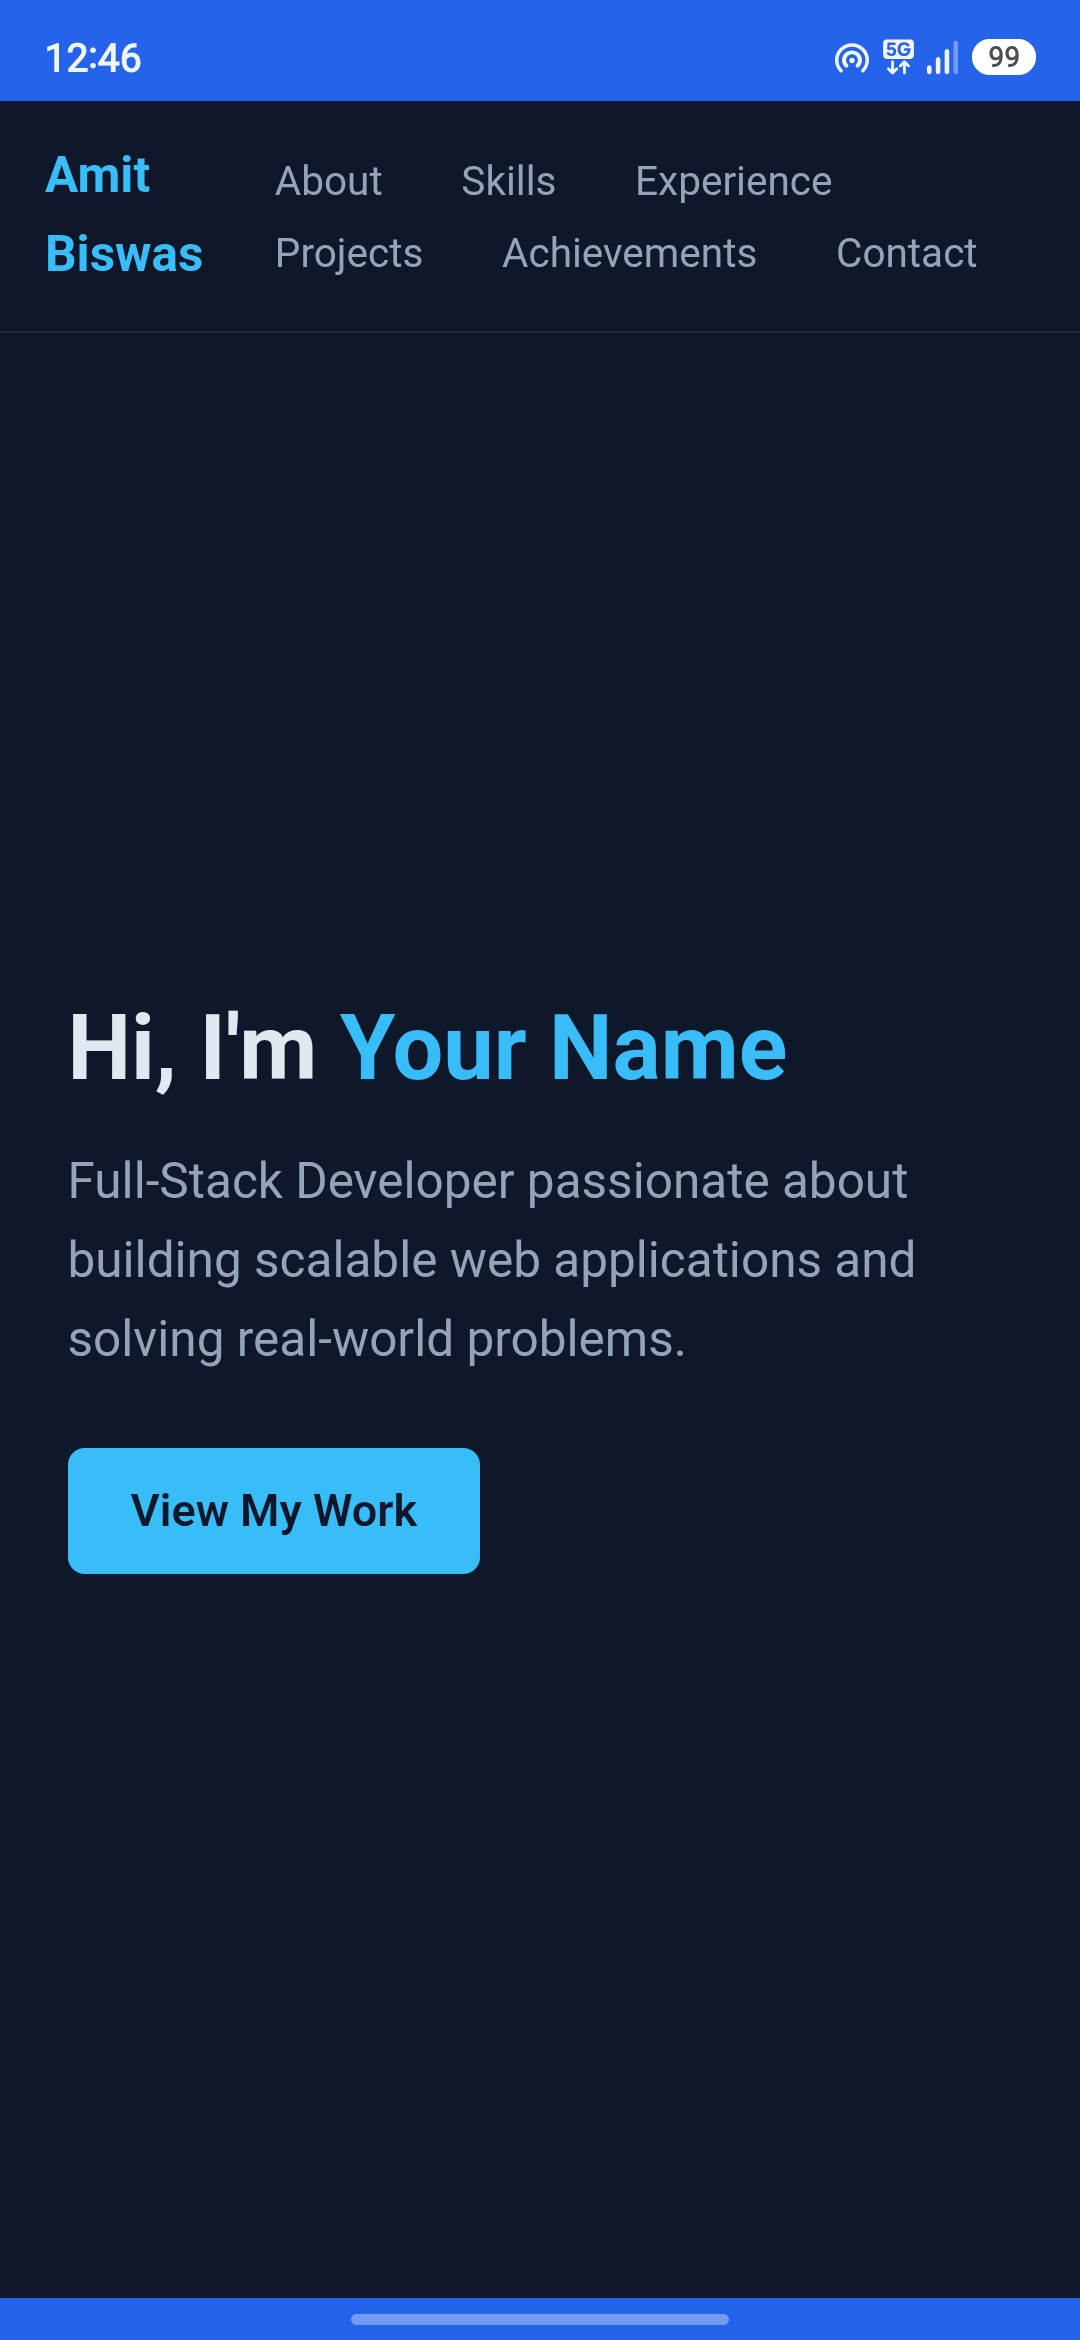 12:46 5G 99
Amit
Biswas
About Skills Experience
Projects Achievements Contact
Hi, I'm Your Name
Full-Stack Developer passionate about
building scalable web applications and
solving real-world problems.
View My Work